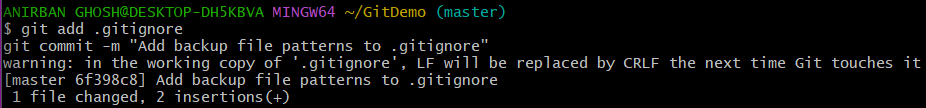 ANIRBAN GHOSH@DESKTOP-DH5KBVA MINGW64 ~/GitDemo (master)
$ git add .gitignore
git commit -m "Add backup file patterns to .gitignore"
warning: in the working copy of '.gitignore', LF will be replaced by CRLF the next time Git touches it
[master 6f398c8] Add backup file patterns to .gitignore
 1 file changed, 2 insertions(+)